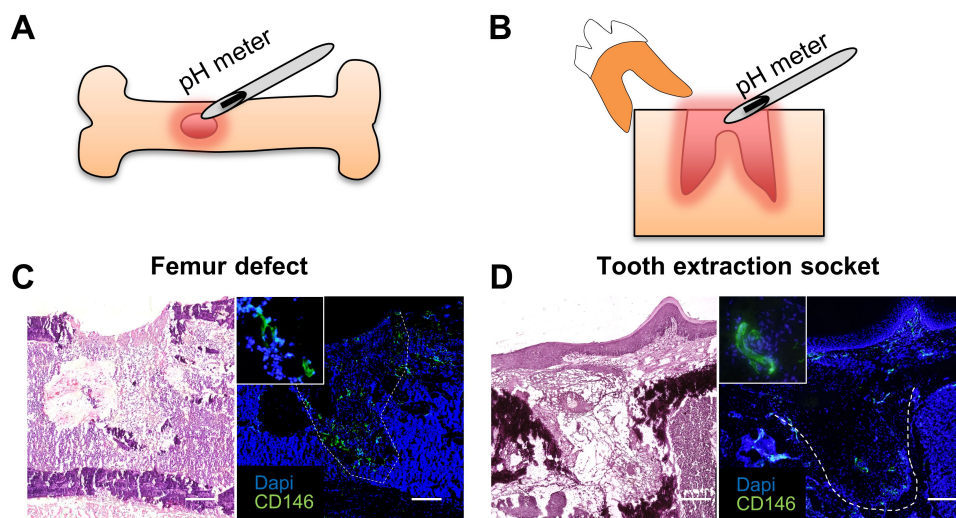 A
pH meter
B
pH meter
C
Femur defect
D
Tooth extraction socket
Dapi
CD146
Dapi
CD146